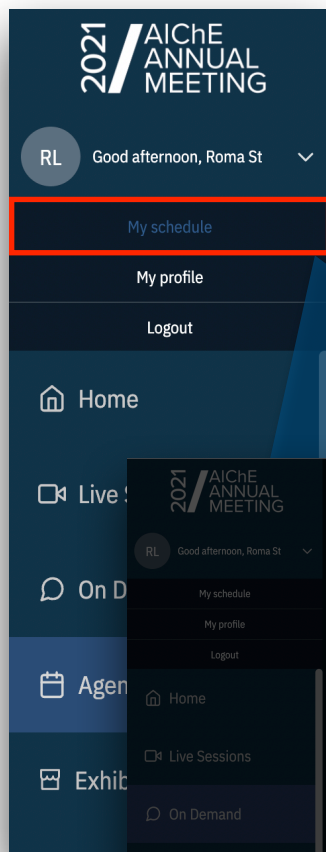 2021
AIChE
ANNUAL
MEETING
RL
Good afternoon, Roma St
My schedule
My profile
Logout
Home
Live S
On D
Agen
Exhib
2021
AIChE
ANNUAL
MEETING
RL
Good afternoon, Roma St
My schedule
My profile
Logout
Home
Live Sessions
On Demand